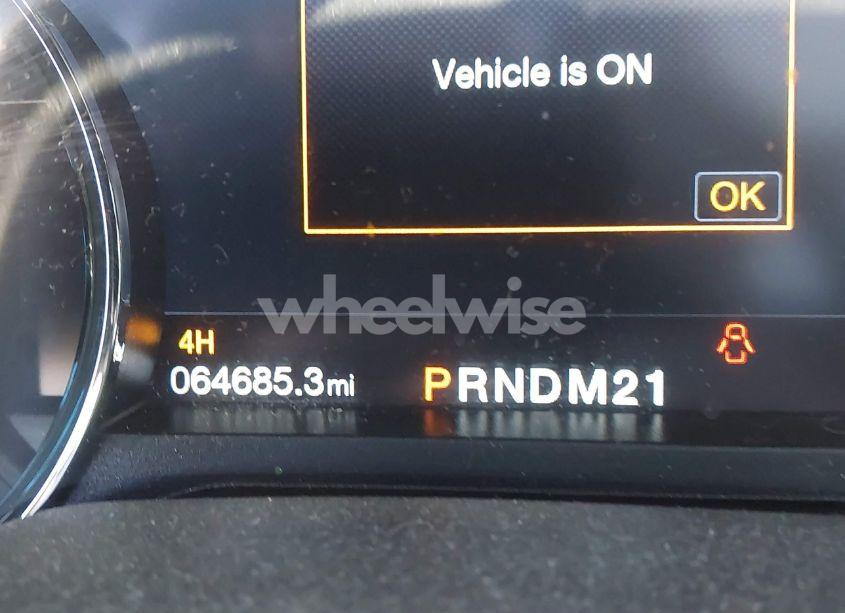 Vehicle is ON
OK
wheelwise
4H
064685.3mi
PRNDM21